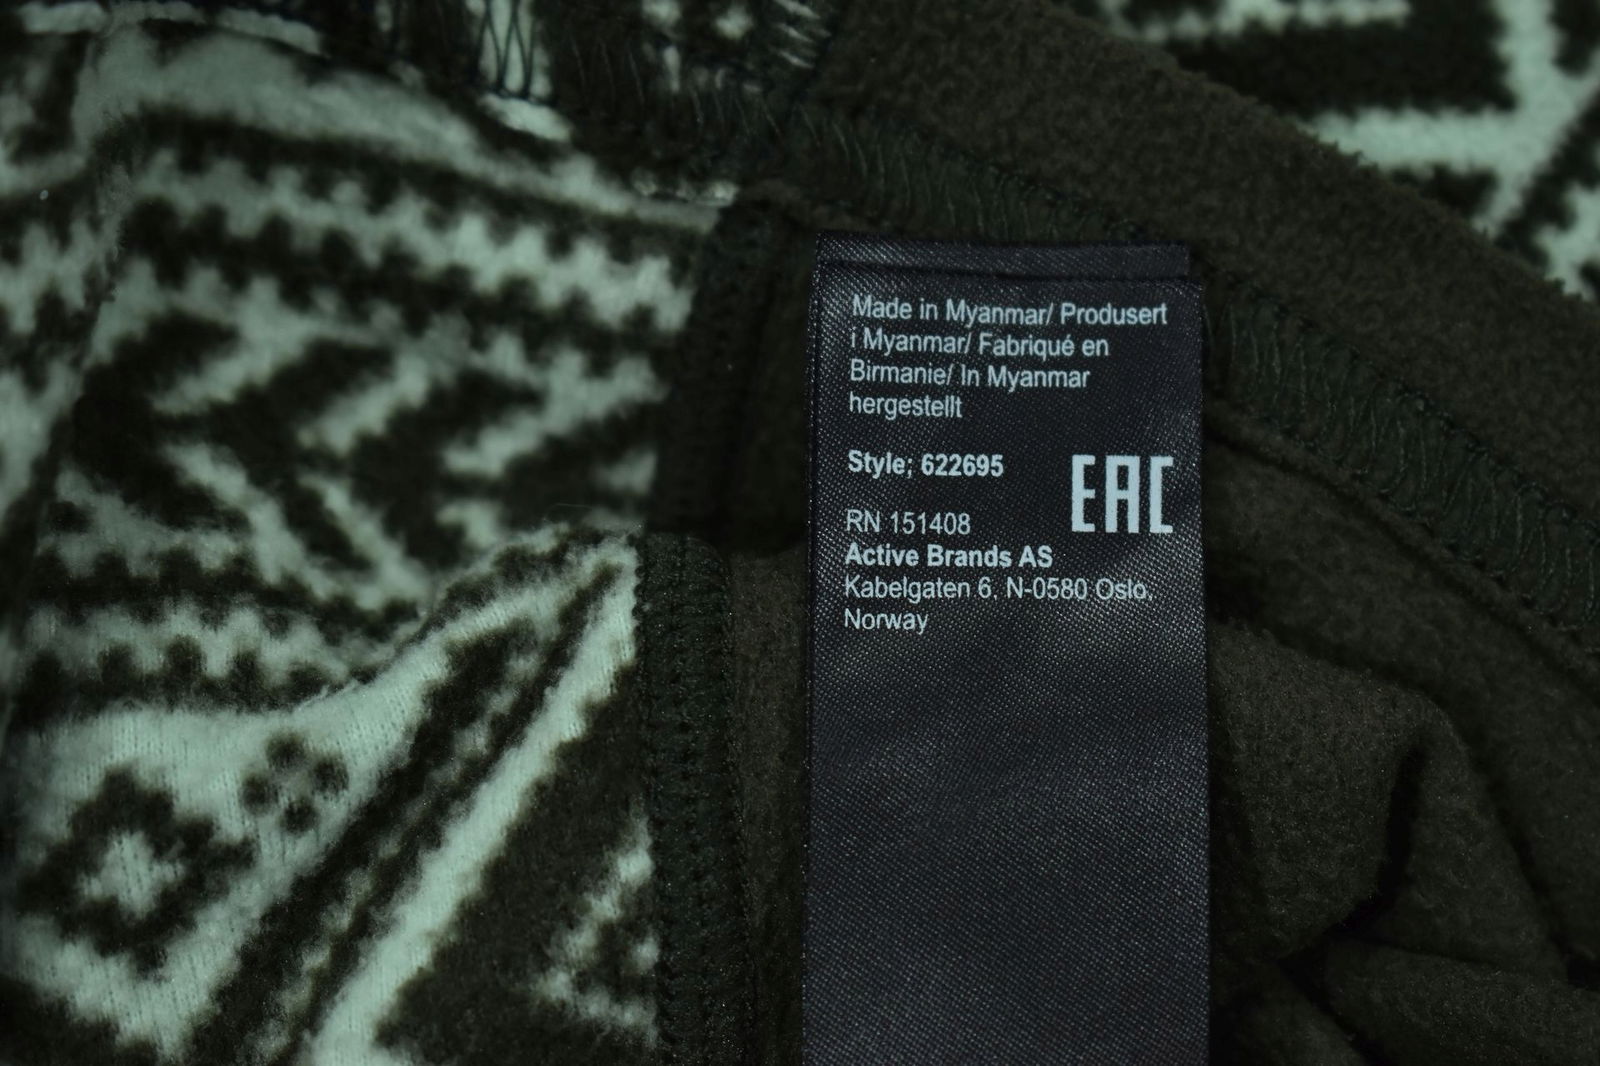 Made in Myanmar/ Produsert
i Myanmar/ Fabriqué en
Birmanie/ In Myanmar
hergestellt
Style; 622695
EAC
RN 151408
Active Brands AS
Kabelgaten 6, N-0580 Oslo,
Norway